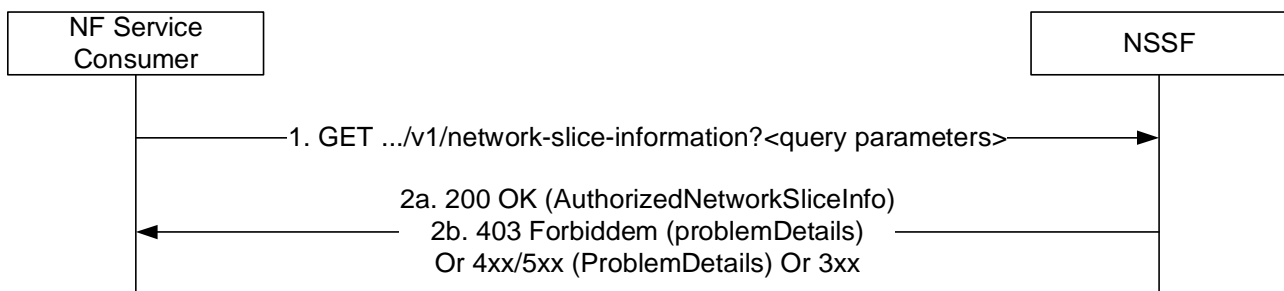 NF Service
Consumer
NSSF
1. GET .../v1/network-slice-information?<query parameters>
2a. 200 OK (AuthorizedNetworkSliceInfo)
2b. 403 Forbiddem (problemDetails)
Or 4xx/5xx (ProblemDetails) Or 3xx